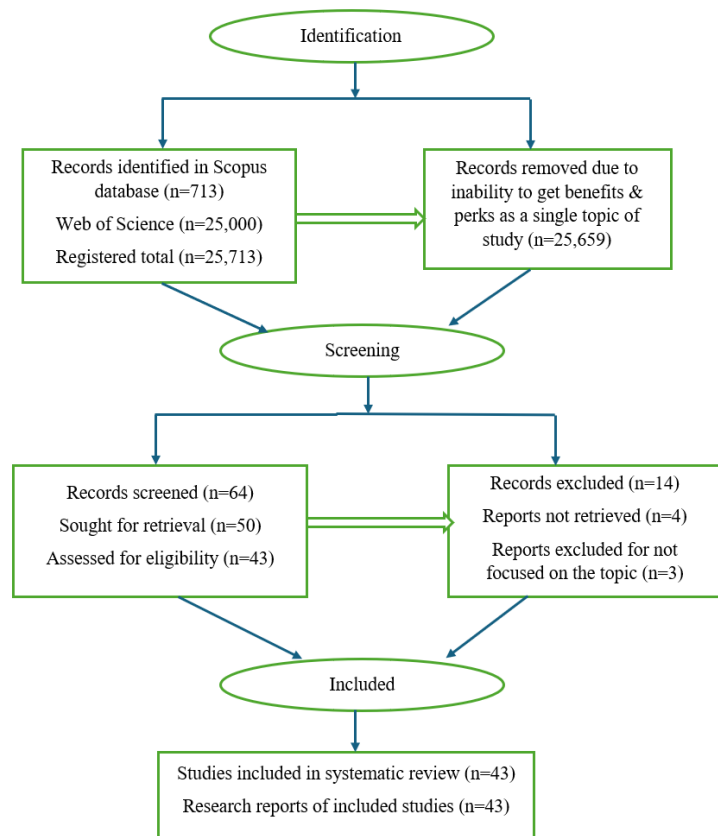 Identification
Records identified in Scopus
database (n=713)
Web of Science (n=25,000)
Registered total (n=25,713)
Records removed due to
inability to get benefits &
perks as a single topic of
study (n=25,659)
Screening
Records screened (n=64)
Sought for retrieval (n=50)
Assessed for eligibility (n=43)
Records excluded (n=14)
Reports not retrieved (n=4)
Reports excluded for not
focused on the topic (n=3)
Included
Studies included in systematic review (n=43)
Research reports of included studies (n=43)